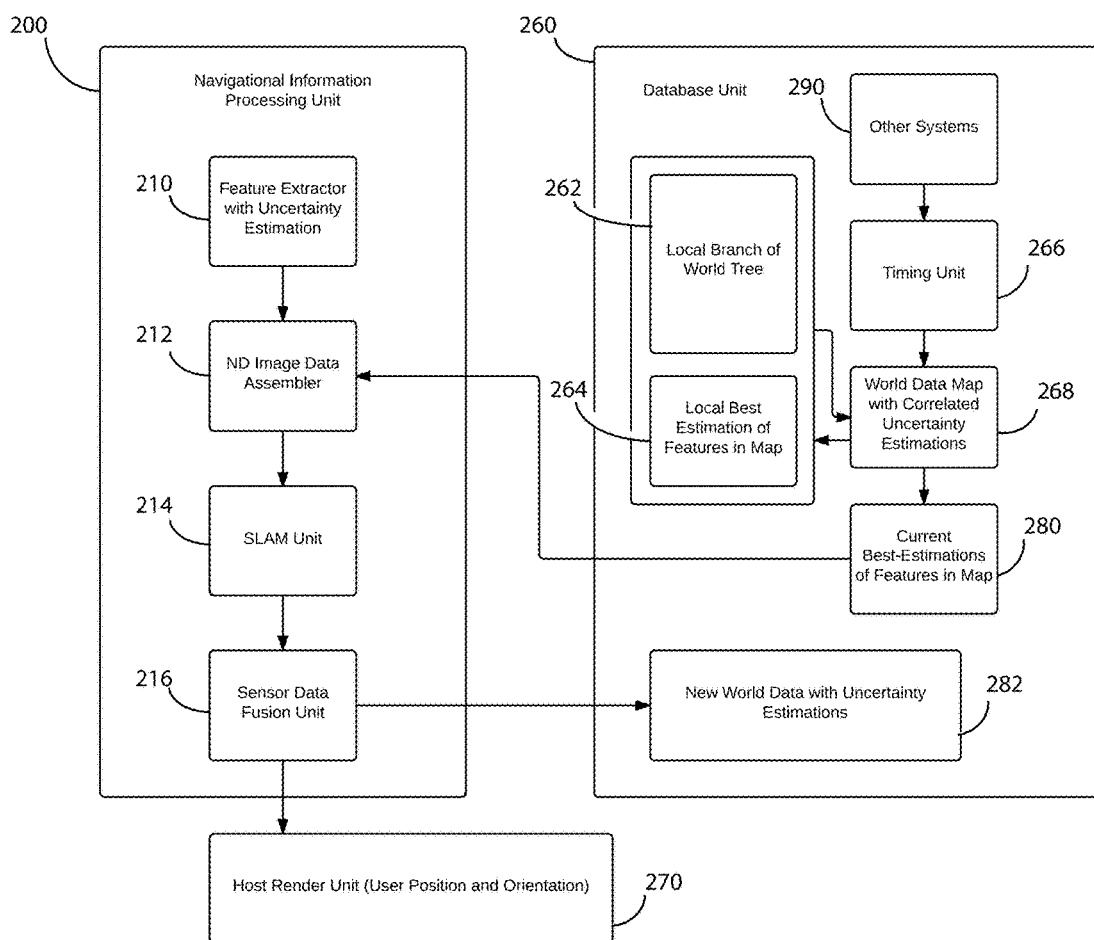 200
Navigational Information
Processing Unit
210
Feature Extractor
with Uncertainty
Estimation
212
ND Image Data
Assembler
214
SLAM Unit
216
Sensor Data
Fusion Unit
260
Database Unit
290
Other Systems
262
Local Branch of
World Tree
Timing Unit
266
264
Local Best
Estimation of
Features in Map
World Data Map
with Correlated
Uncertainty
Estimations
268
Current
Best-Estimations
of Features in Map
280
New World Data with Uncertainty
Estimations
282
Host Render Unit (User Position and Orientation)
270